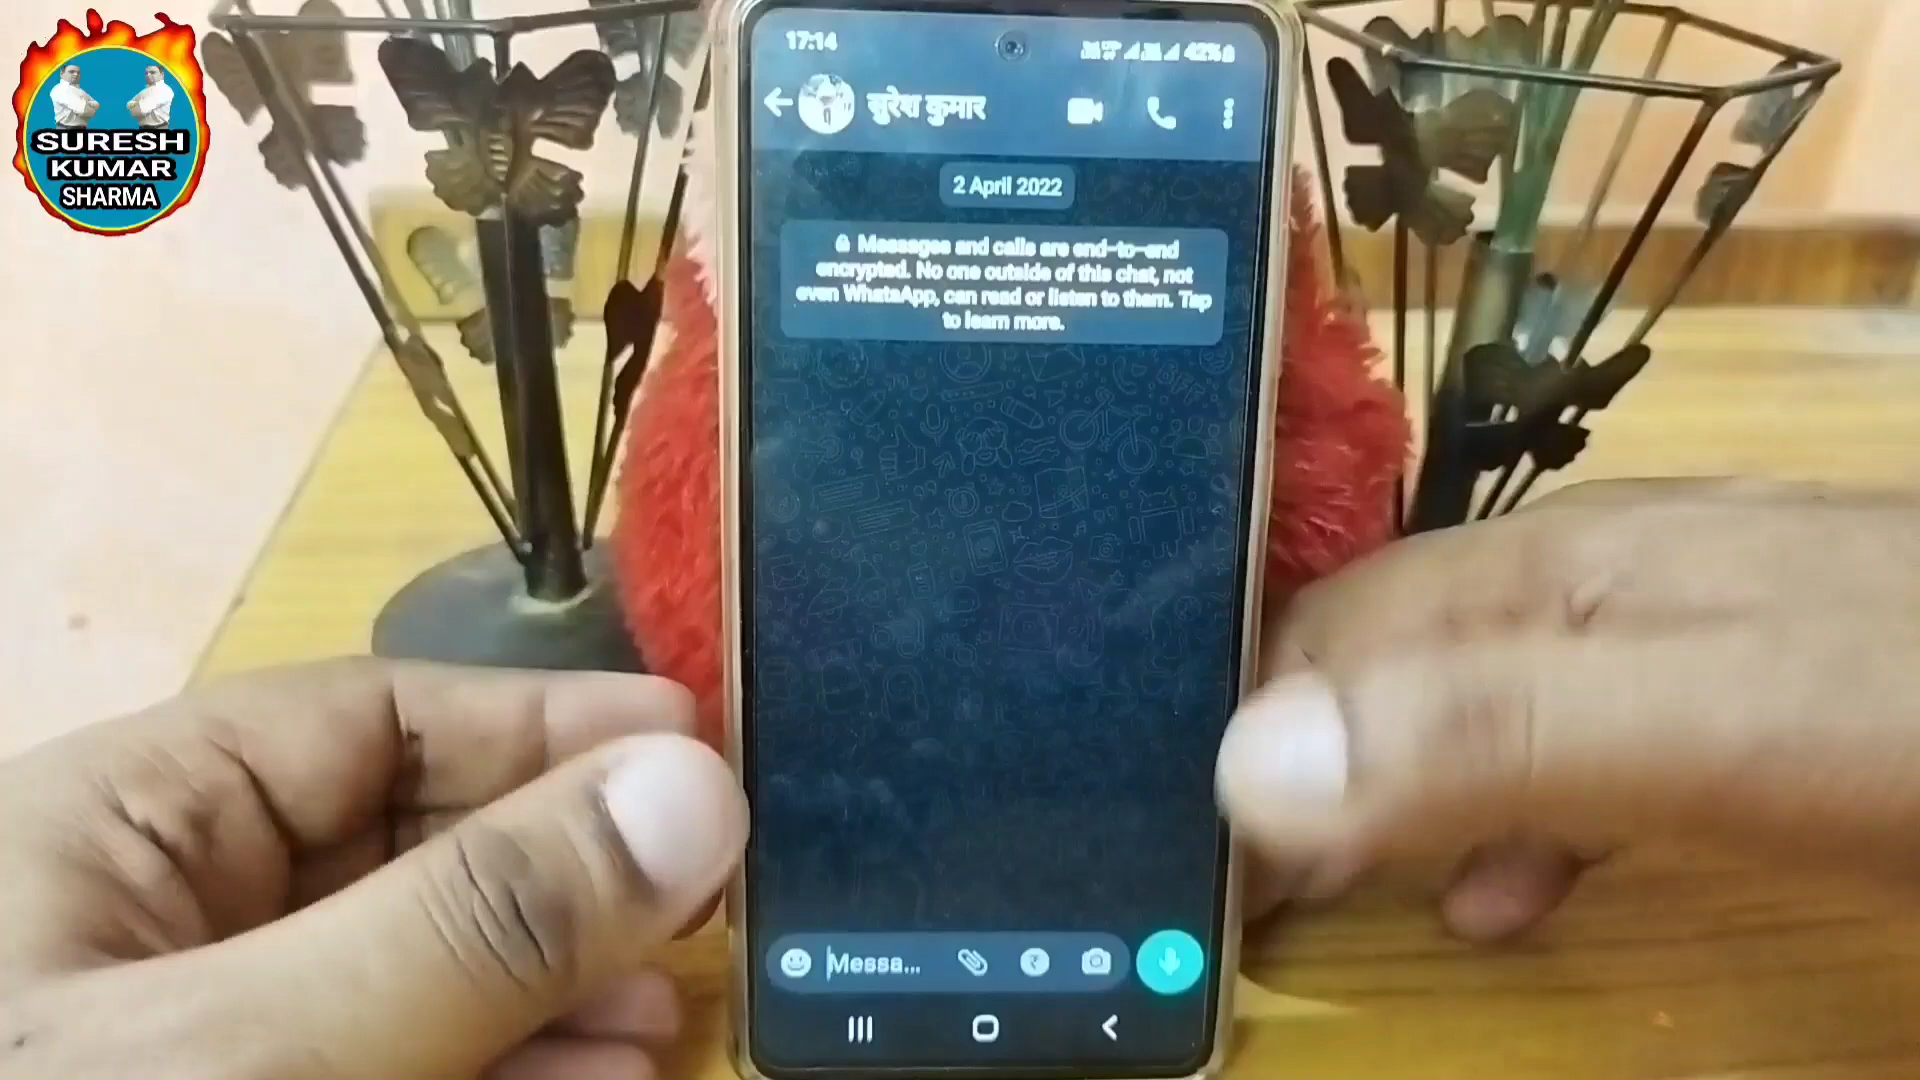 SURESH
KUMAR
SHARMA
17:14
42%
सुरेश कुमार
2 April 2022
Messages and calls are end-to-end
encrypted. No one outside of this chat, not
even WhatsApp, can read or listen to them. Tap
to learn more.
Messa...